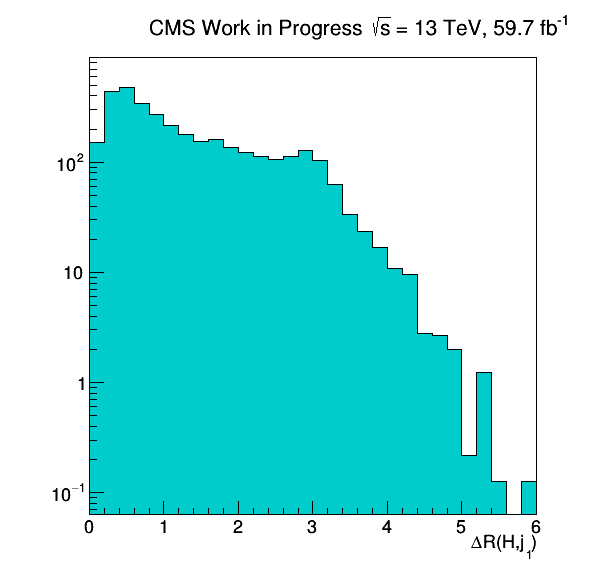 CMS Work in Progress √s = 13 TeV, 59.7 fb⁻¹
10²
10
1
10⁻¹
0 1 2 3 4 5 6
ΔR(H,j₁)